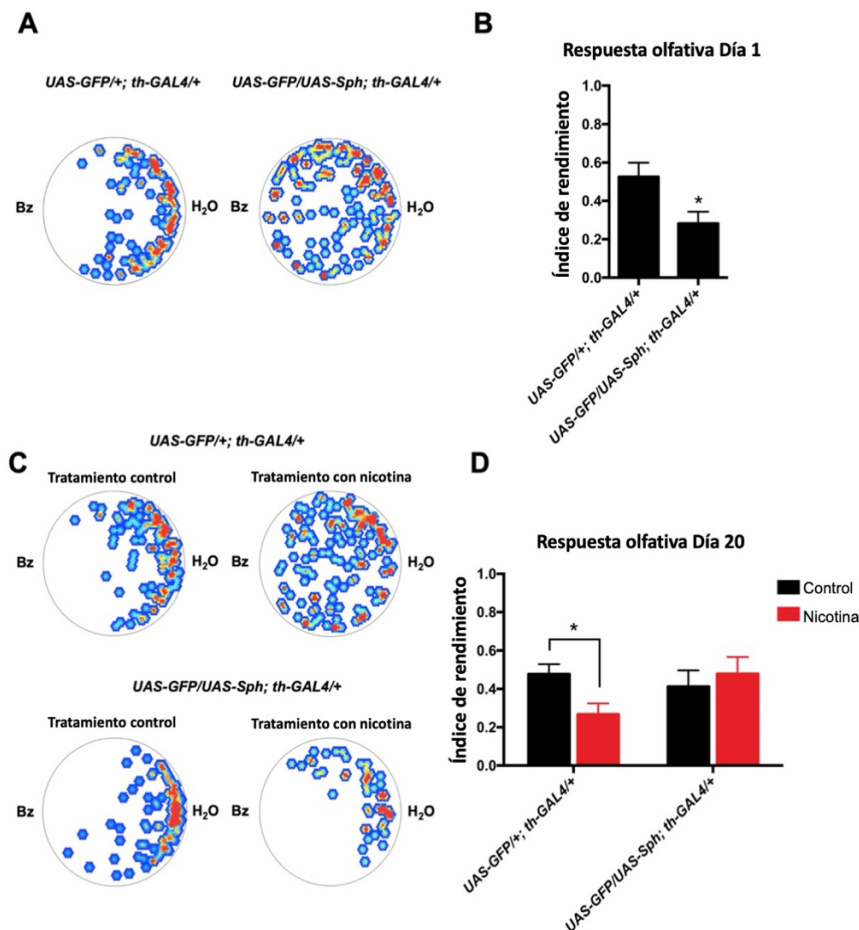 A
UAS-GFP/+; th-GAL4/+
UAS-GFP/UAS-Sph; th-GAL4/+
Bz
H2O
Bz
H2O
B
Respuesta olfativa Día 1
Índice de rendimiento
1.0
0.8
0.6
0.4
0.2
0.0
*
UAS-GFP/+; th-GAL4/+
UAS-GFP/UAS-Sph; th-GAL4/+
C
UAS-GFP/+; th-GAL4/+
Tratamiento control
Tratamiento con nicotina
Bz
H2O
Bz
H2O
UAS-GFP/UAS-Sph; th-GAL4/+
Tratamiento control
Tratamiento con nicotina
Bz
H2O
Bz
H2O
D
Respuesta olfativa Día 20
Índice de rendimiento
1.0
0.8
0.6
0.4
0.2
0.0
*
Control
Nicotina
UAS-GFP/+; th-GAL4/+
UAS-GFP/UAS-Sph; th-GAL4/+